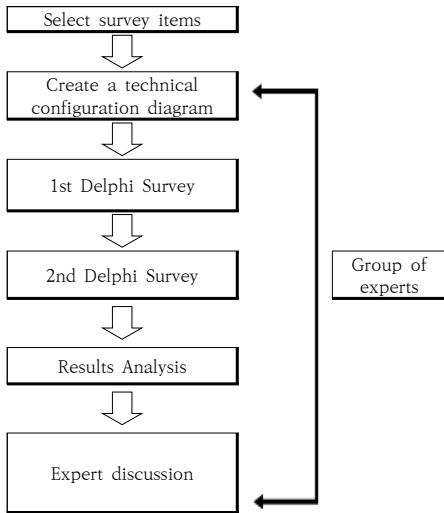 Select survey items
Create a technical
configuration diagram
1st Delphi Survey
2nd Delphi Survey
Group of
experts
Results Analysis
Expert discussion